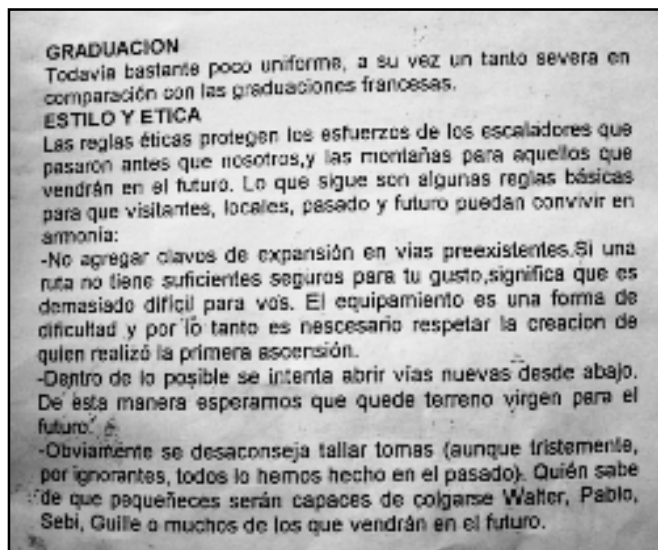 GRADUACION
Todavia bastante poco uniforme, a su vez un tanto severa en
comparación con las graduaciones francesas.
ESTILO Y ETICA
Las reglas éticas protegen los esfuerzos de los escaladores que
pasaron antes que nosotros,y las montañas para aquellos que
vendrán en el futuro. Lo que sigue son algunas reglas básicas
para que visitantes, locales, pasado y futuro puedan convivir en
armonia:
-No agregar clavos de expansión en vias preexistentes.Si una
ruta no tiene suficientes seguros para tu gusto,significa que es
demasiado difícil para vos. El equipamiento es una forma de
dificultad y por lo tanto es nescesario respetar la creacion de
quien realizó la primera ascensión.
-Dentro de lo posible se intenta abrir vías nuevas desde abajo.
De esta manera esperamos que quede terreno virgen para el
futuro.
-Obviamente se desaconseja tallar tomas (aunque tristemente,
por ignorantes, todos lo hemos hecho en el pasado). Quién sabe
de que pequeñeces serán capaces de colgarse Walter, Pablo,
Sebi, Guille o muchos de los que vendrán en el futuro.